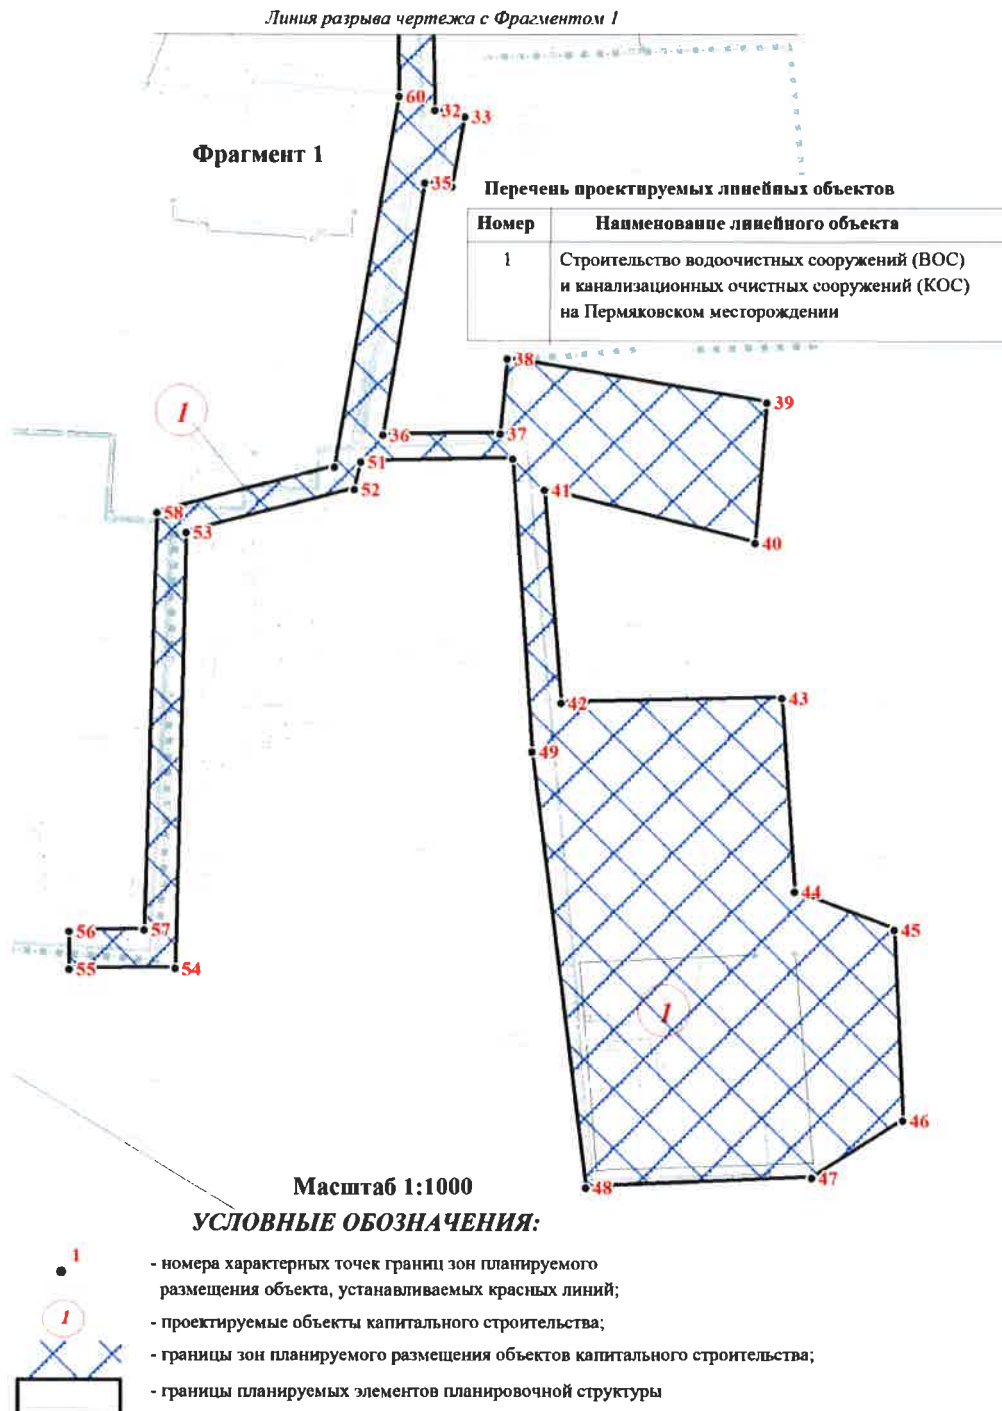 Линия разрыва чертежа с Фрагментом 1
60
32
33
Фрагмент 1
35
Перечень проектируемых линейных объектов
Номер
Наименование линейного объекта
1
Строительство водоочистных сооружений (ВОС)
и канализационных очистных сооружений (КОС)
на Пермяковском месторождении
38
39
1
36
37
51
52
41
58
53
40
42
43
49
44
56
57
45
55
54
1
46
47
48
Масштаб 1:1000
УСЛОВНЫЕ ОБОЗНАЧЕНИЯ:
1
- номера характерных точек границ зон планируемого
размещения объекта, устанавливаемых красных линий;
1
- проектируемые объекты капитального строительства;
- границы зон планируемого размещения объектов капитального строительства;
- границы планируемых элементов планировочной структуры